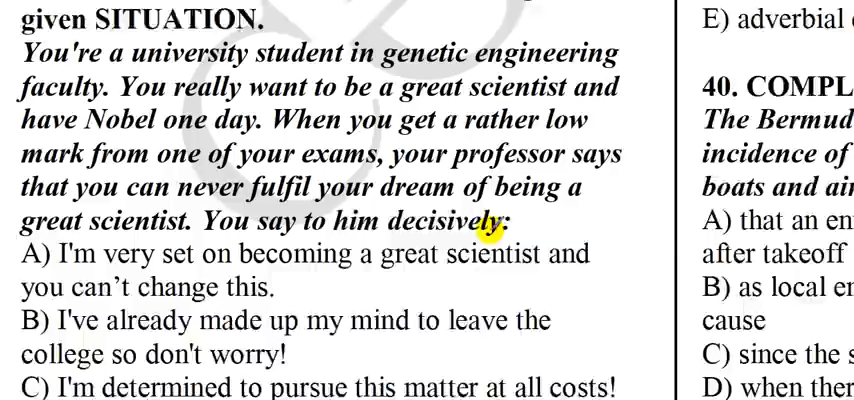 given SITUATION.
You're a university student in genetic engineering
faculty. You really want to be a great scientist and
have Nobel one day. When you get a rather low
mark from one of your exams, your professor says
that you can never fulfil your dream of being a
great scientist. You say to him decisively:
A) I'm very set on becoming a great scientist and
you can’t change this.
B) I've already made up my mind to leave the
college so don't worry!
C) I'm determined to pursue this matter at all costs!
E) adverbial
40. COMPL
The Bermud
incidence of
boats and air
A) that an
after takeoff
B) as local
cause
C) since the
D) when ther